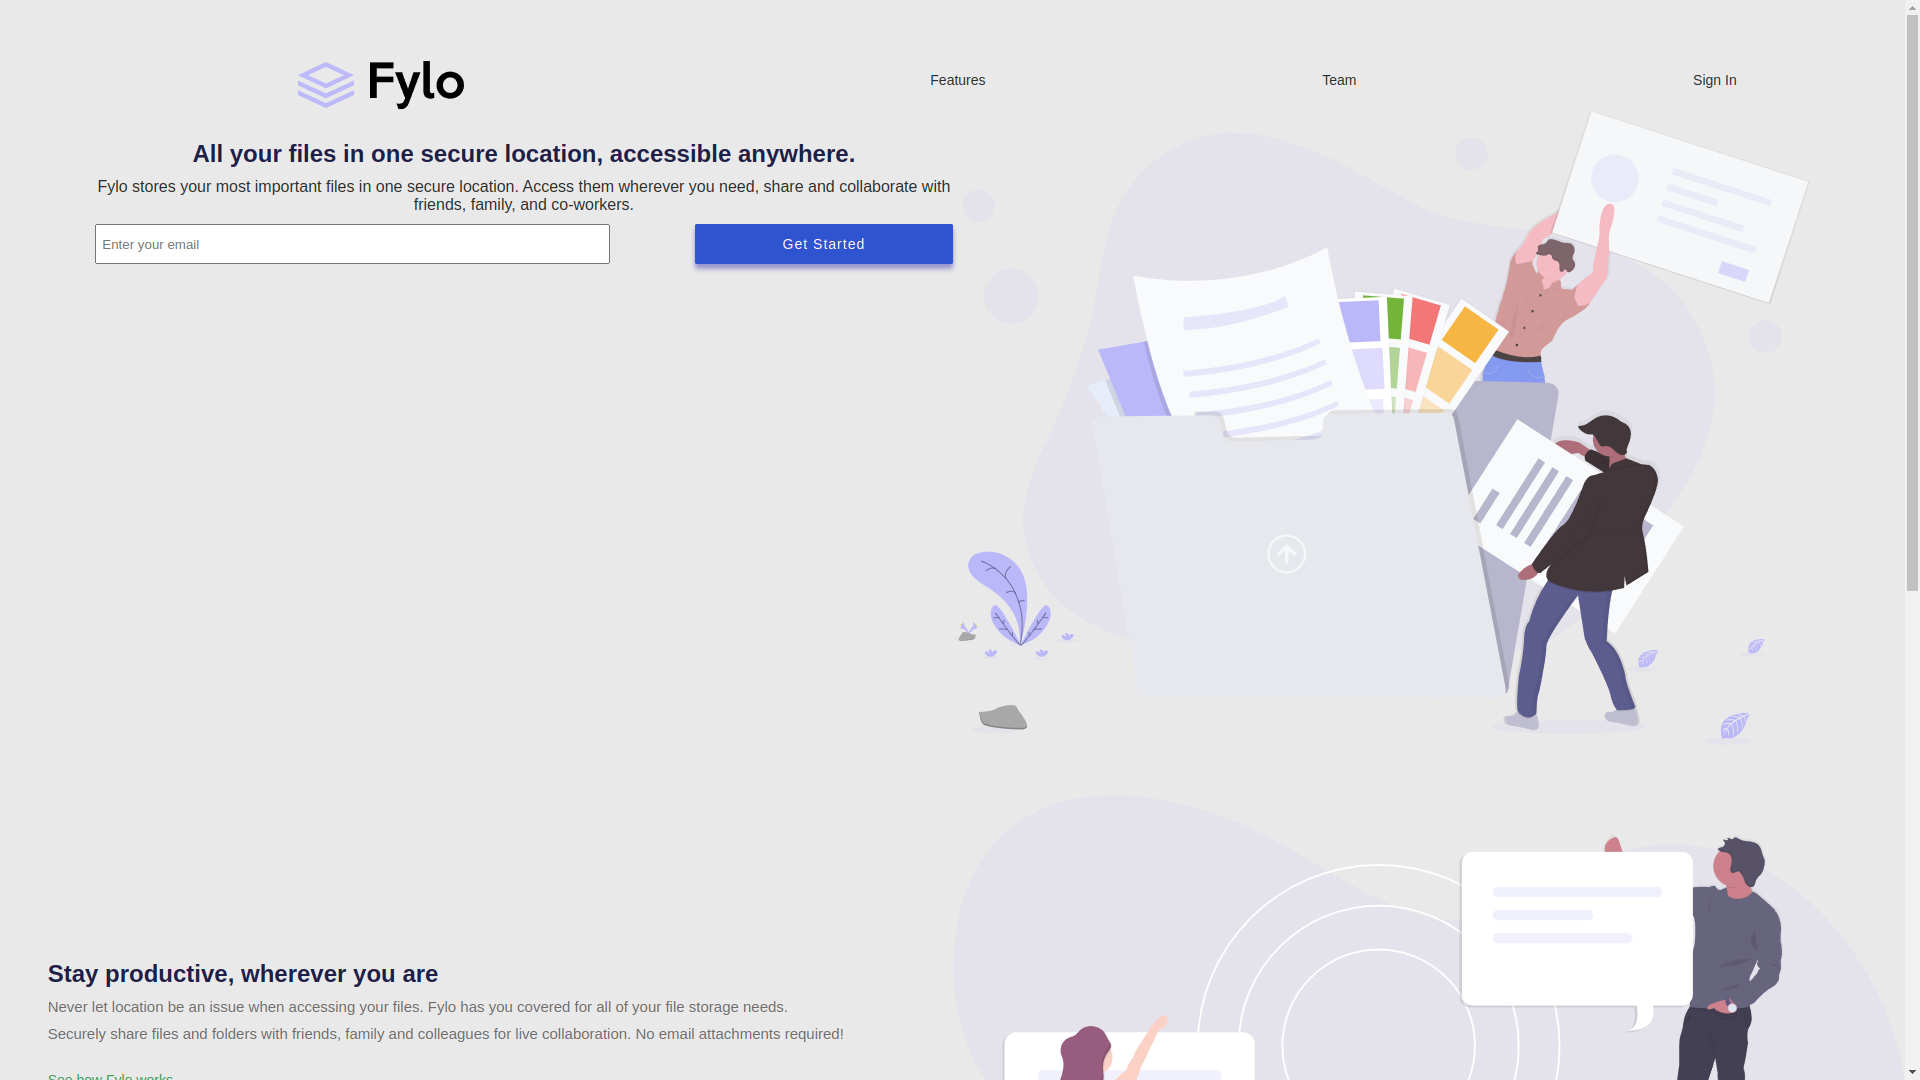 Fylo
Features
Team
Sign In
All your files in one secure location, accessible anywhere.
Fylo stores your most important files in one secure location. Access them wherever you need, share and collaborate with
friends, family, and co-workers.
Enter your email
Get Started
Stay productive, wherever you are
Never let location be an issue when accessing your files. Fylo has you covered for all of your file storage needs.
Securely share files and folders with friends, family and colleagues for live collaboration. No email attachments required!
See how Fylo works